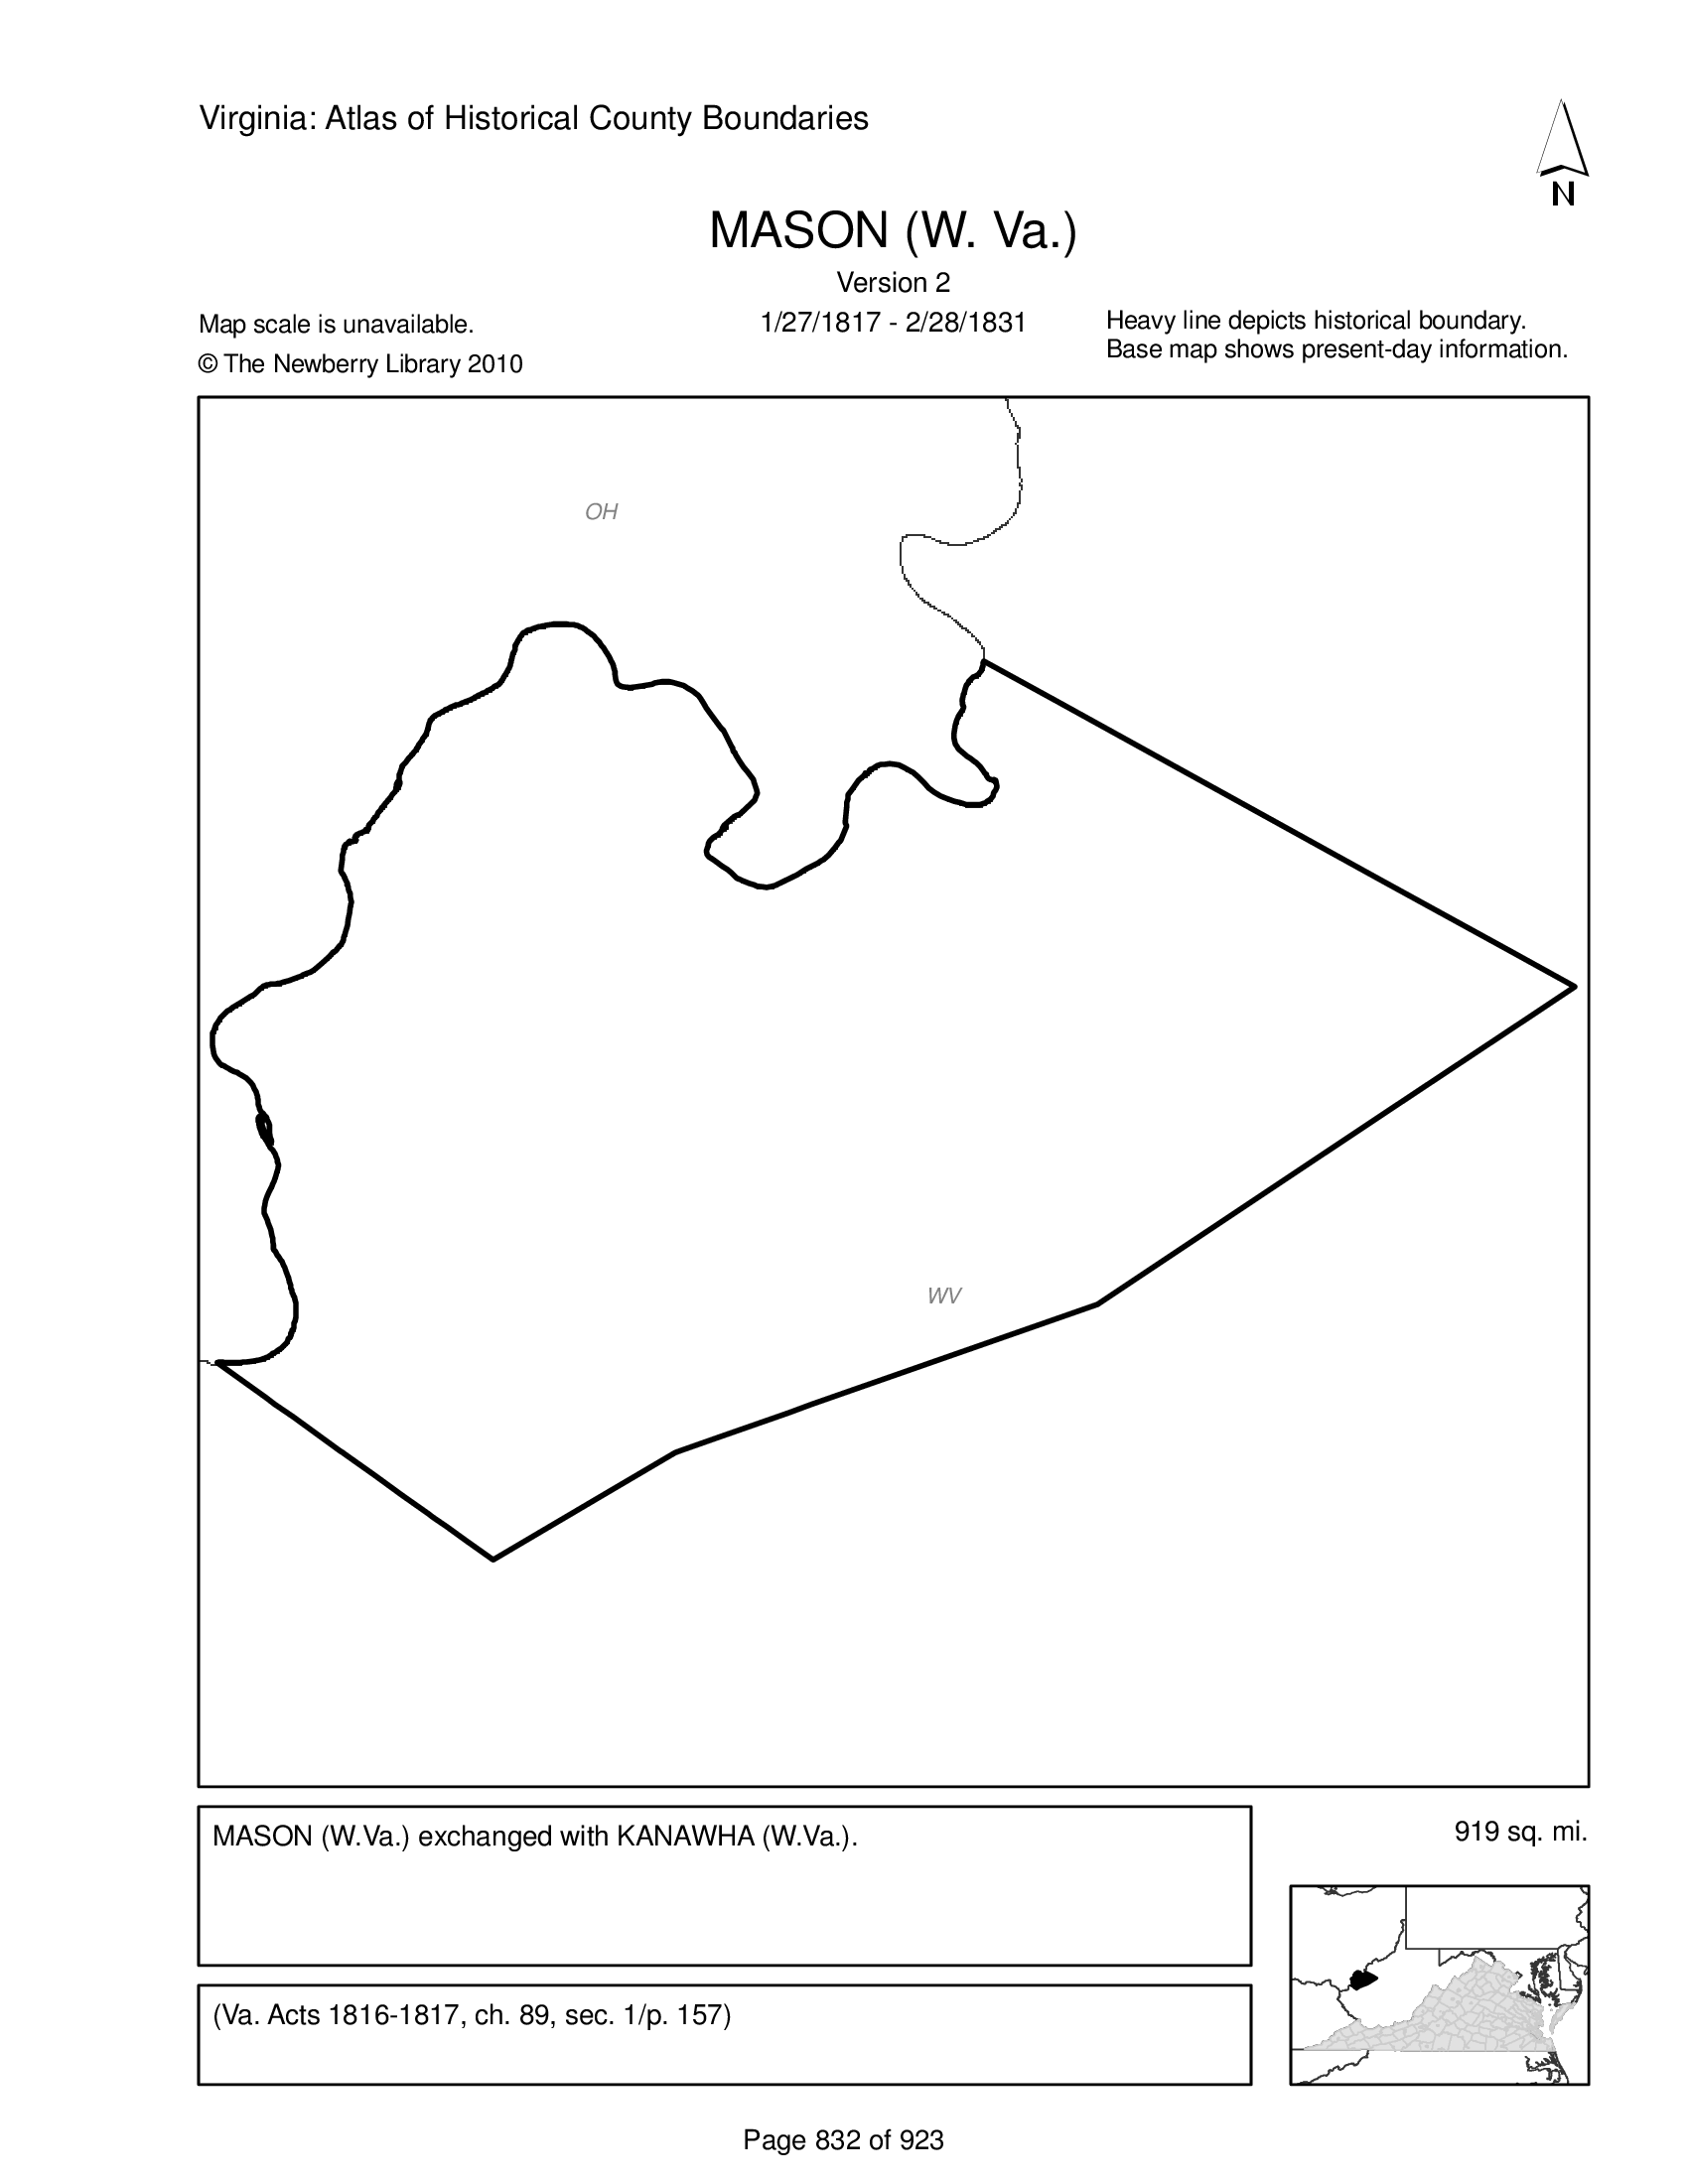 Virginia: Atlas of Historical County Boundaries
N
MASON (W. Va.)
Version 2
1/27/1817 - 2/28/1831
Map scale is unavailable.
© The Newberry Library 2010
Heavy line depicts historical boundary.
Base map shows present-day information.
OH
WV
MASON (W.Va.) exchanged with KANAWHA (W.Va.).
919 sq. mi.
(Va. Acts 1816-1817, ch. 89, sec. 1/p. 157)
Page 832 of 923